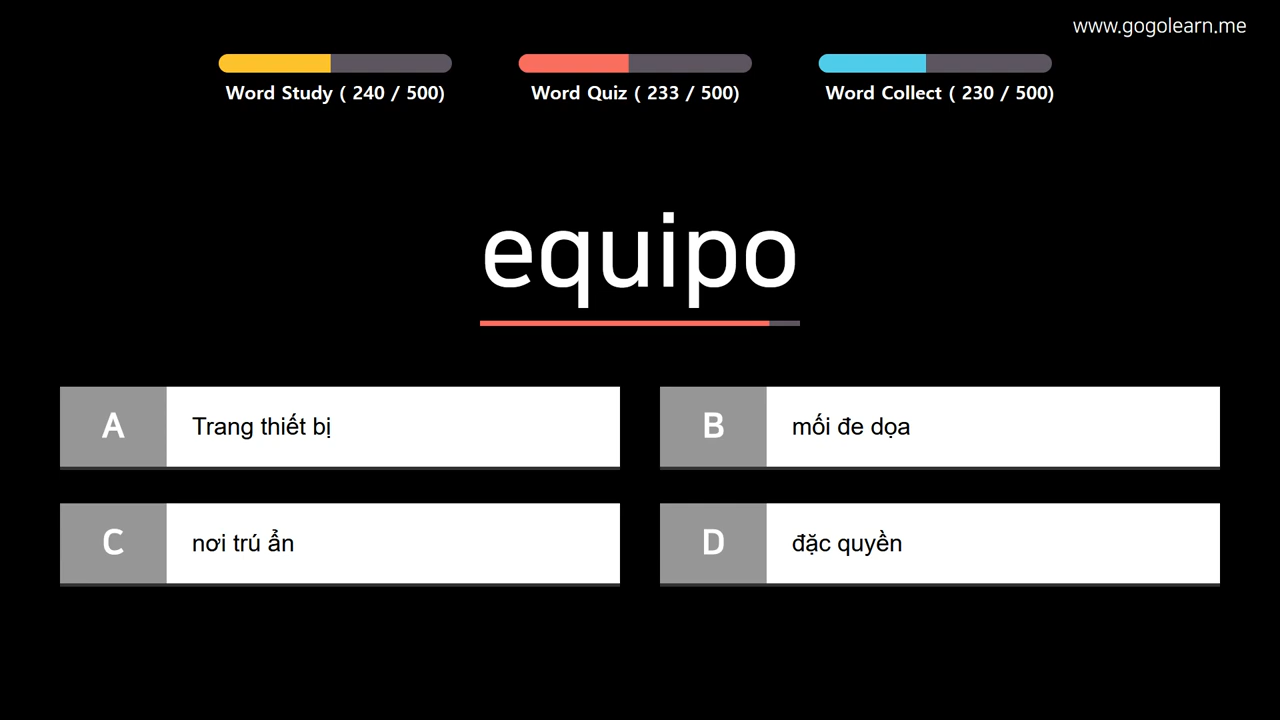 www.gogolearn.me
Word Study ( 240 / 500)
Word Quiz ( 233 / 500)
Word Collect ( 230 / 500)
equipo
A
Trang thiết bị
B
mối đe dọa
C
nơi trú ẩn
D
đặc quyền